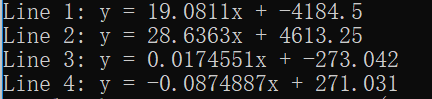 Line 1: y = 19.0811x + -4184.5
Line 2: y = 28.6363x + 4613.25
Line 3: y = 0.0174551x + -273.042
Line 4: y = -0.0874887x + 271.031